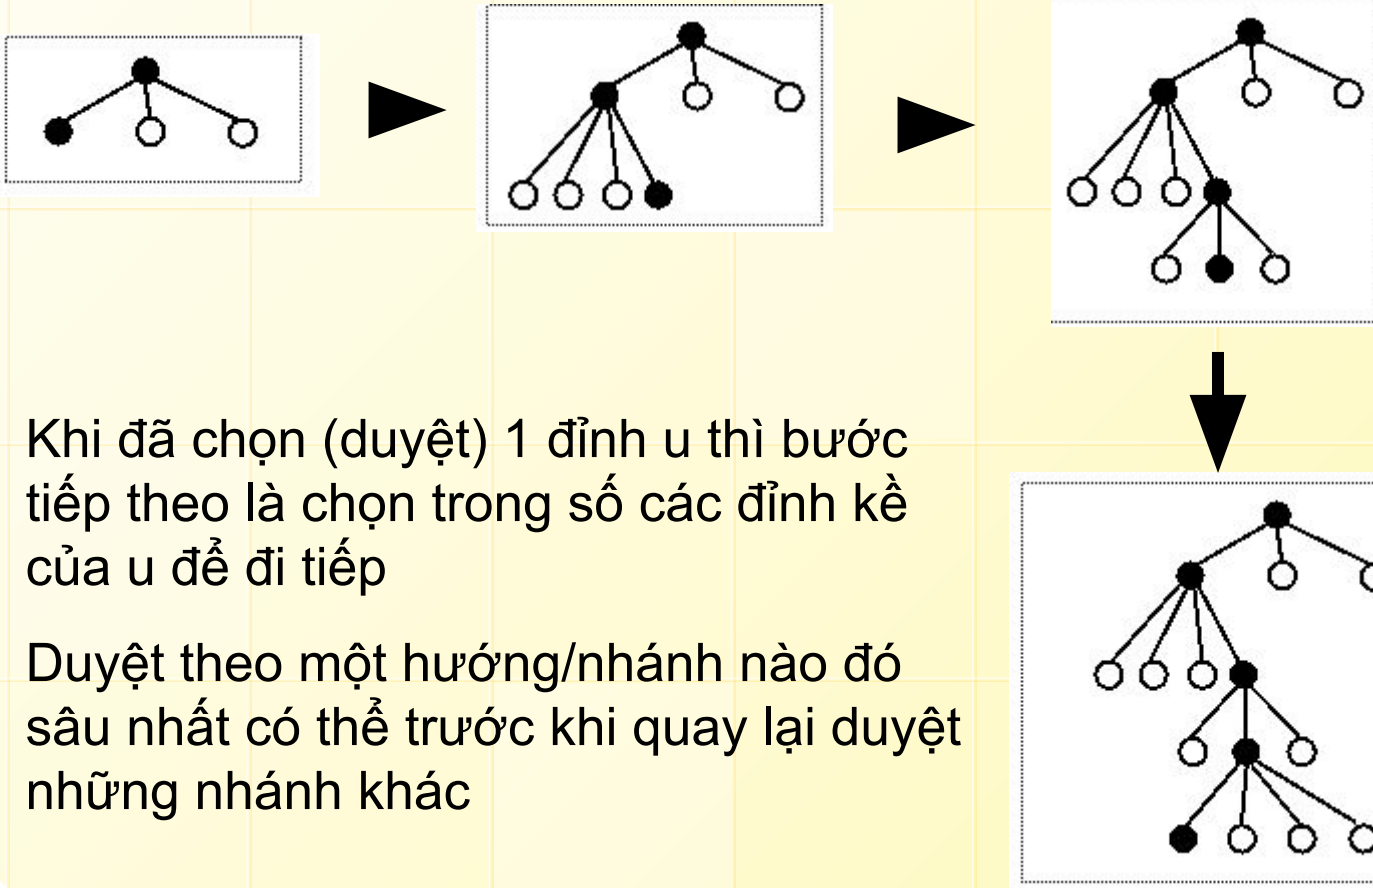 Khi đã chọn (duyệt) 1 đỉnh u thì bước
tiếp theo là chọn trong số các đỉnh kề
của u để đi tiếp
Duyệt theo một hướng/nhánh nào đó
sâu nhất có thể trước khi quay lại duyệt
những nhánh khác